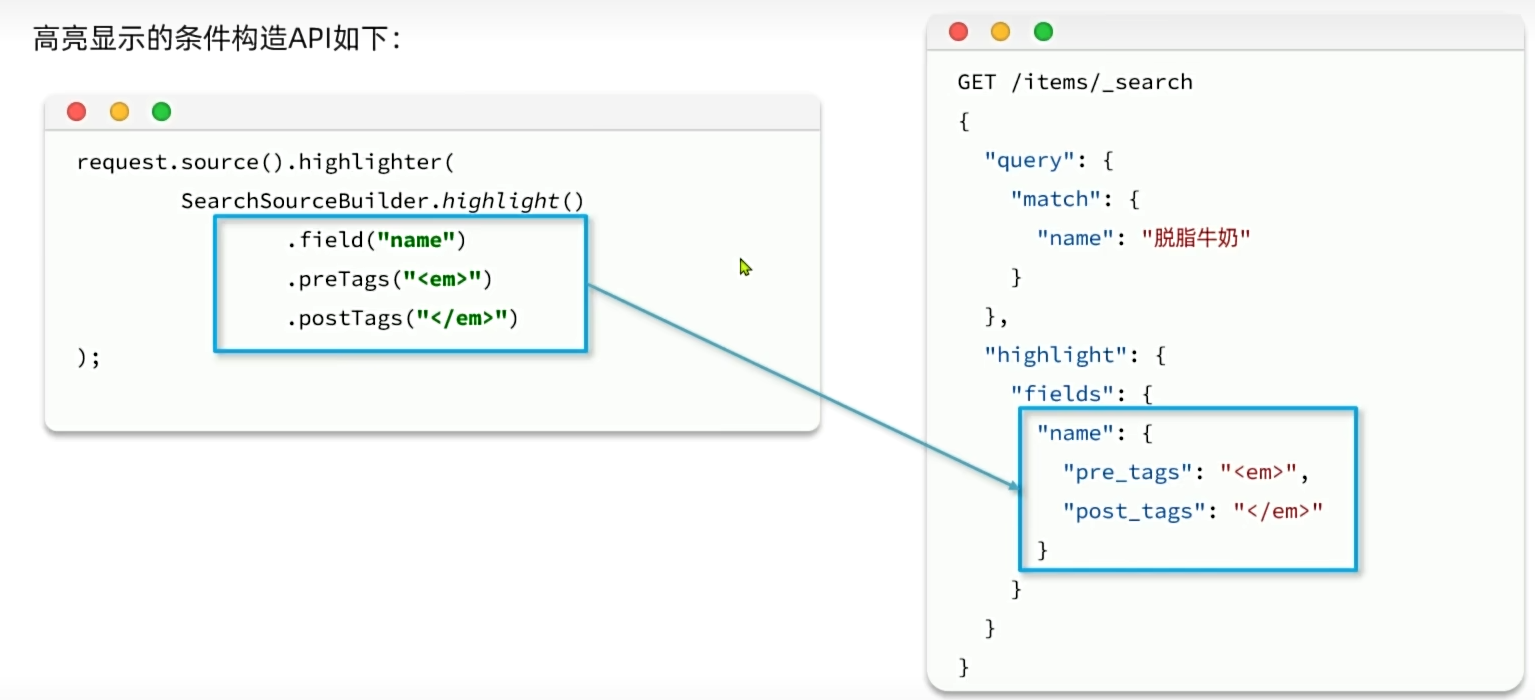 高亮显示的条件构造API如下：
request.source().highlighter(
SearchSourceBuilder.highlight()
.field("name")
.preTags("<em>")
.postTags("</em>")
);
GET /items/_search
{
"query": {
"match": {
"name": "脱脂牛奶"
}
},
"highlight": {
"fields": {
"name": {
"pre_tags": "<em>",
"post_tags": "</em>"
}
}
}
}